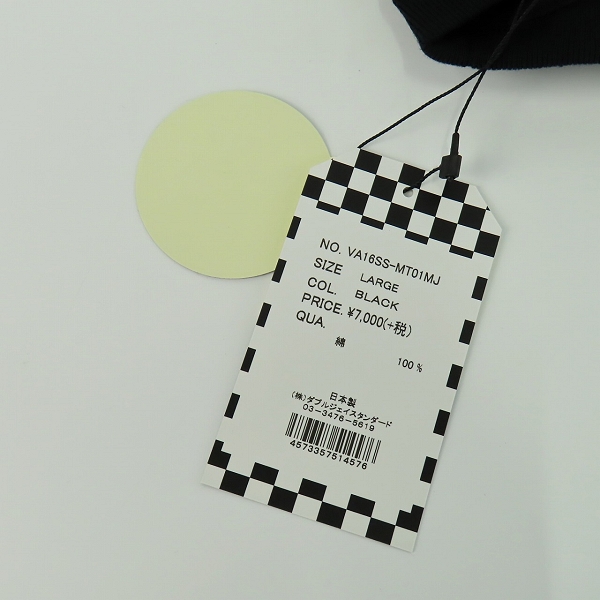 NO. VA16SS-MT01MJ
SIZE LARGE
COL. BLACK
PRICE. ¥7,000(+税)
QUA.
綿 100%
日本製
(株)ダブルジェイスタンダード
03-3476-5619
4573357514576